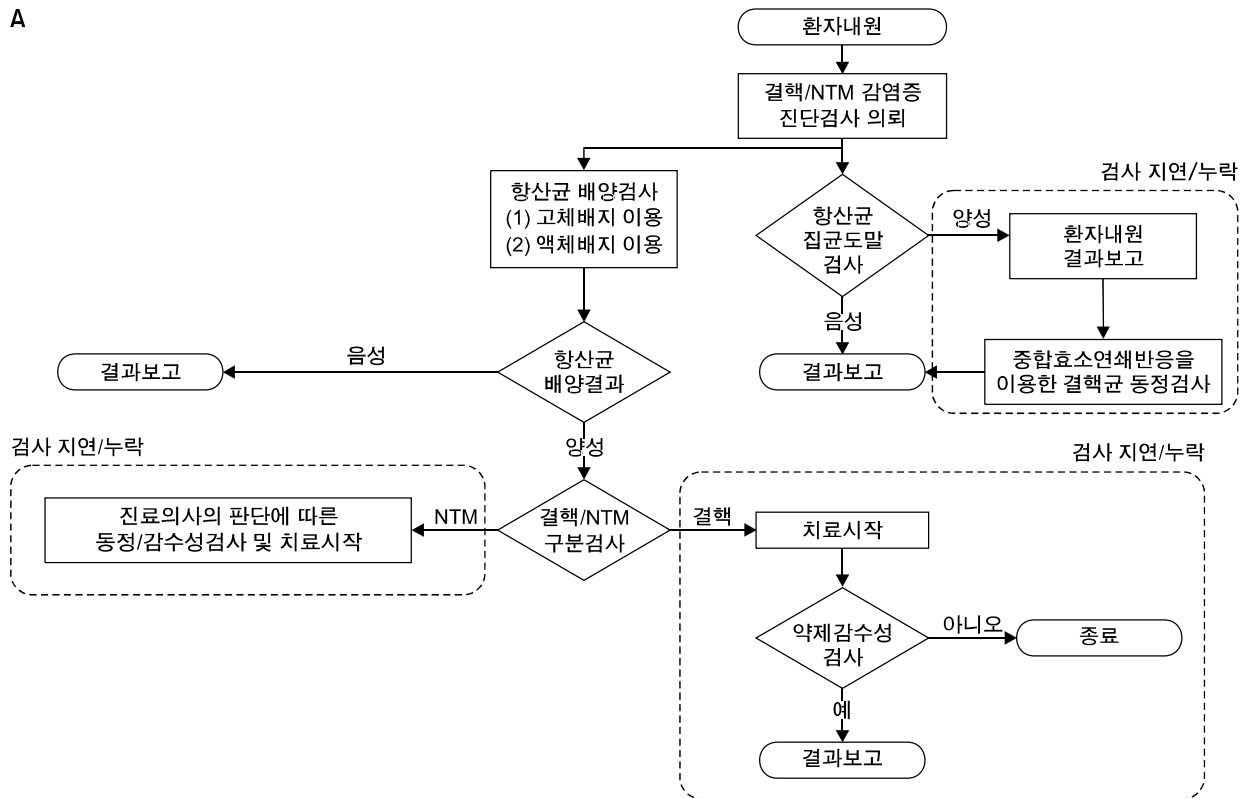 A
환자내원
결핵/NTM 감염증
진단검사 의뢰
항산균 배양검사
(1) 고체배지 이용
(2) 액체배지 이용
항산균
집균도말
검사
검사 지연/누락
양성
환자내원
결과보고
음성
결과보고
중합효소연쇄반응을
이용한 결핵균 동정검사
항산균
배양결과
음성
결과보고
양성
검사 지연/누락
진료의사의 판단에 따른
동정/감수성검사 및 치료시작
NTM
결핵/NTM
구분검사
결핵
검사 지연/누락
치료시작
약제감수성
검사
아니오
종료
예
결과보고